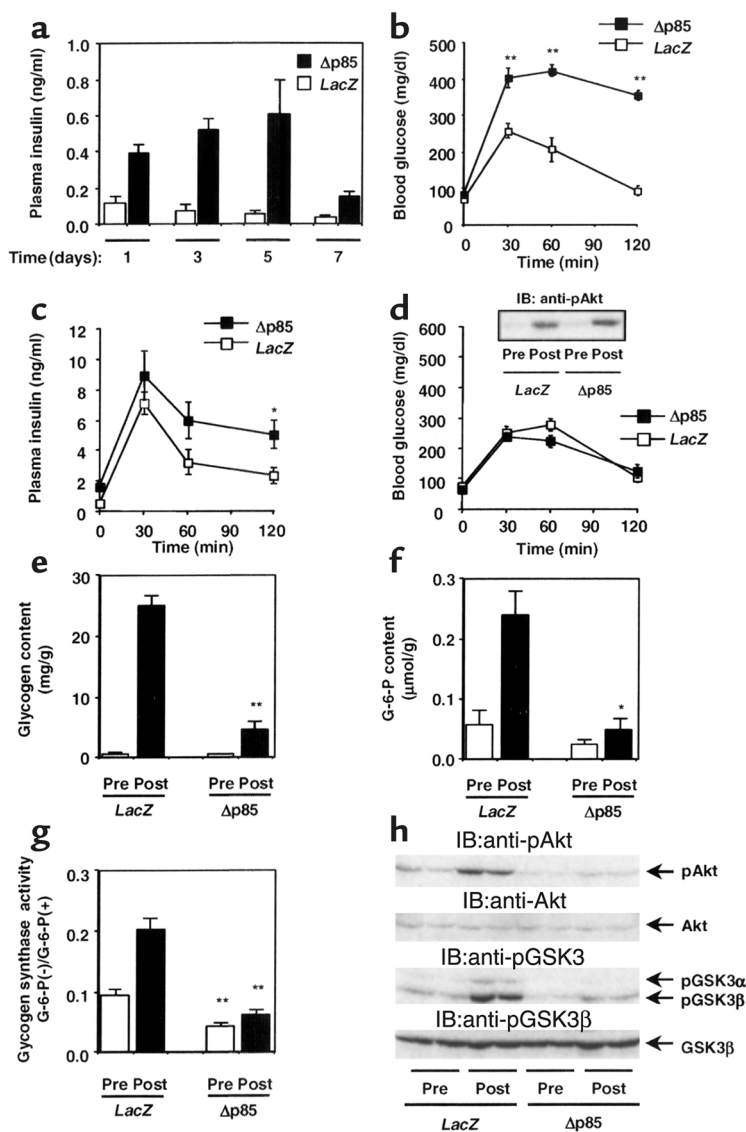 a
Plasma insulin (ng/ml)
1.0
0.8
0.6
0.4
0.2
0.0
Δp85
LacZ
Time (days): 1 3 5 7
b
Blood glucose (mg/dl)
500
400
300
200
100
0
Δp85
LacZ
** ** **
0 30 60 90 120
Time (min)
c
Plasma insulin (ng/ml)
12
10
8
6
4
2
0
Δp85
LacZ
*
0 30 60 90 120
Time (min)
d
IB: anti-pAkt
Pre Post Pre Post
LacZ Δp85
Blood glucose (mg/dl)
600
500
400
300
200
100
0
Δp85
LacZ
0 30 60 90 120
Time (min)
e
Glycogen content
(mg/g)
30
20
10
0
**
Pre Post Pre Post
LacZ Δp85
f
G-6-P content
(μmol/g)
0.3
0.2
0.1
0.0
*
Pre Post Pre Post
LacZ Δp85
g
Gycogen synthase activity
G-6-P(-)/G-6-P(+)
0.3
0.2
0.1
0.0
** **
Pre Post Pre Post
LacZ Δp85
h
IB:anti-pAkt
pAkt
IB:anti-Akt
Akt
IB:anti-pGSK3
pGSK3α
pGSK3β
IB:anti-pGSK3β
GSK3β
Pre Post Pre Post
LacZ Δp85